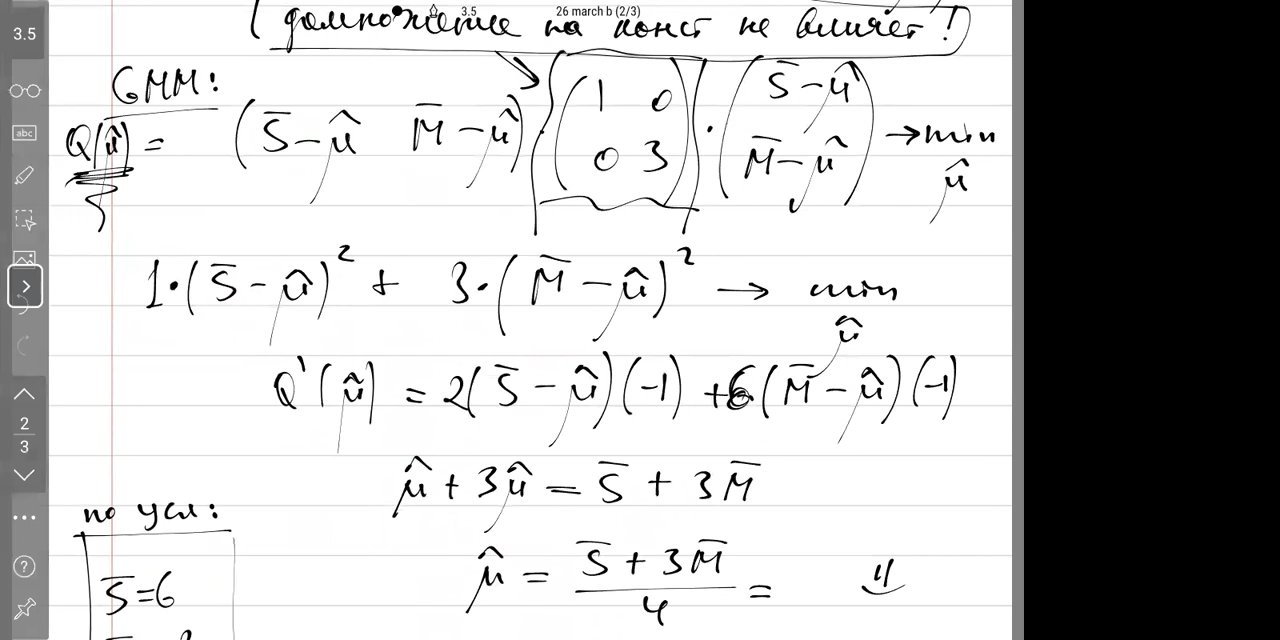 3.5 3.5 26 march b (2/3)
( домножение на конст не влияет! )
GMM:
Q(μ̂) = (S̄ − μ̂ M̄ − μ̂) · (1 0 0 3) · (S̄ − μ̂ M̄ − μ̂) → min μ̂
1·(S̄ − μ̂)² + 3·(M̄ − μ̂)² → min μ̂
Q'(μ̂) = 2(S̄ − μ̂)(−1) + 6(M̄ − μ̂)(−1)
μ̂ + 3μ̂ = S̄ + 3M̄
по усл:
μ̂ = (S̄ + 3M̄)/4 =
S̄ = 6
abc
2
3